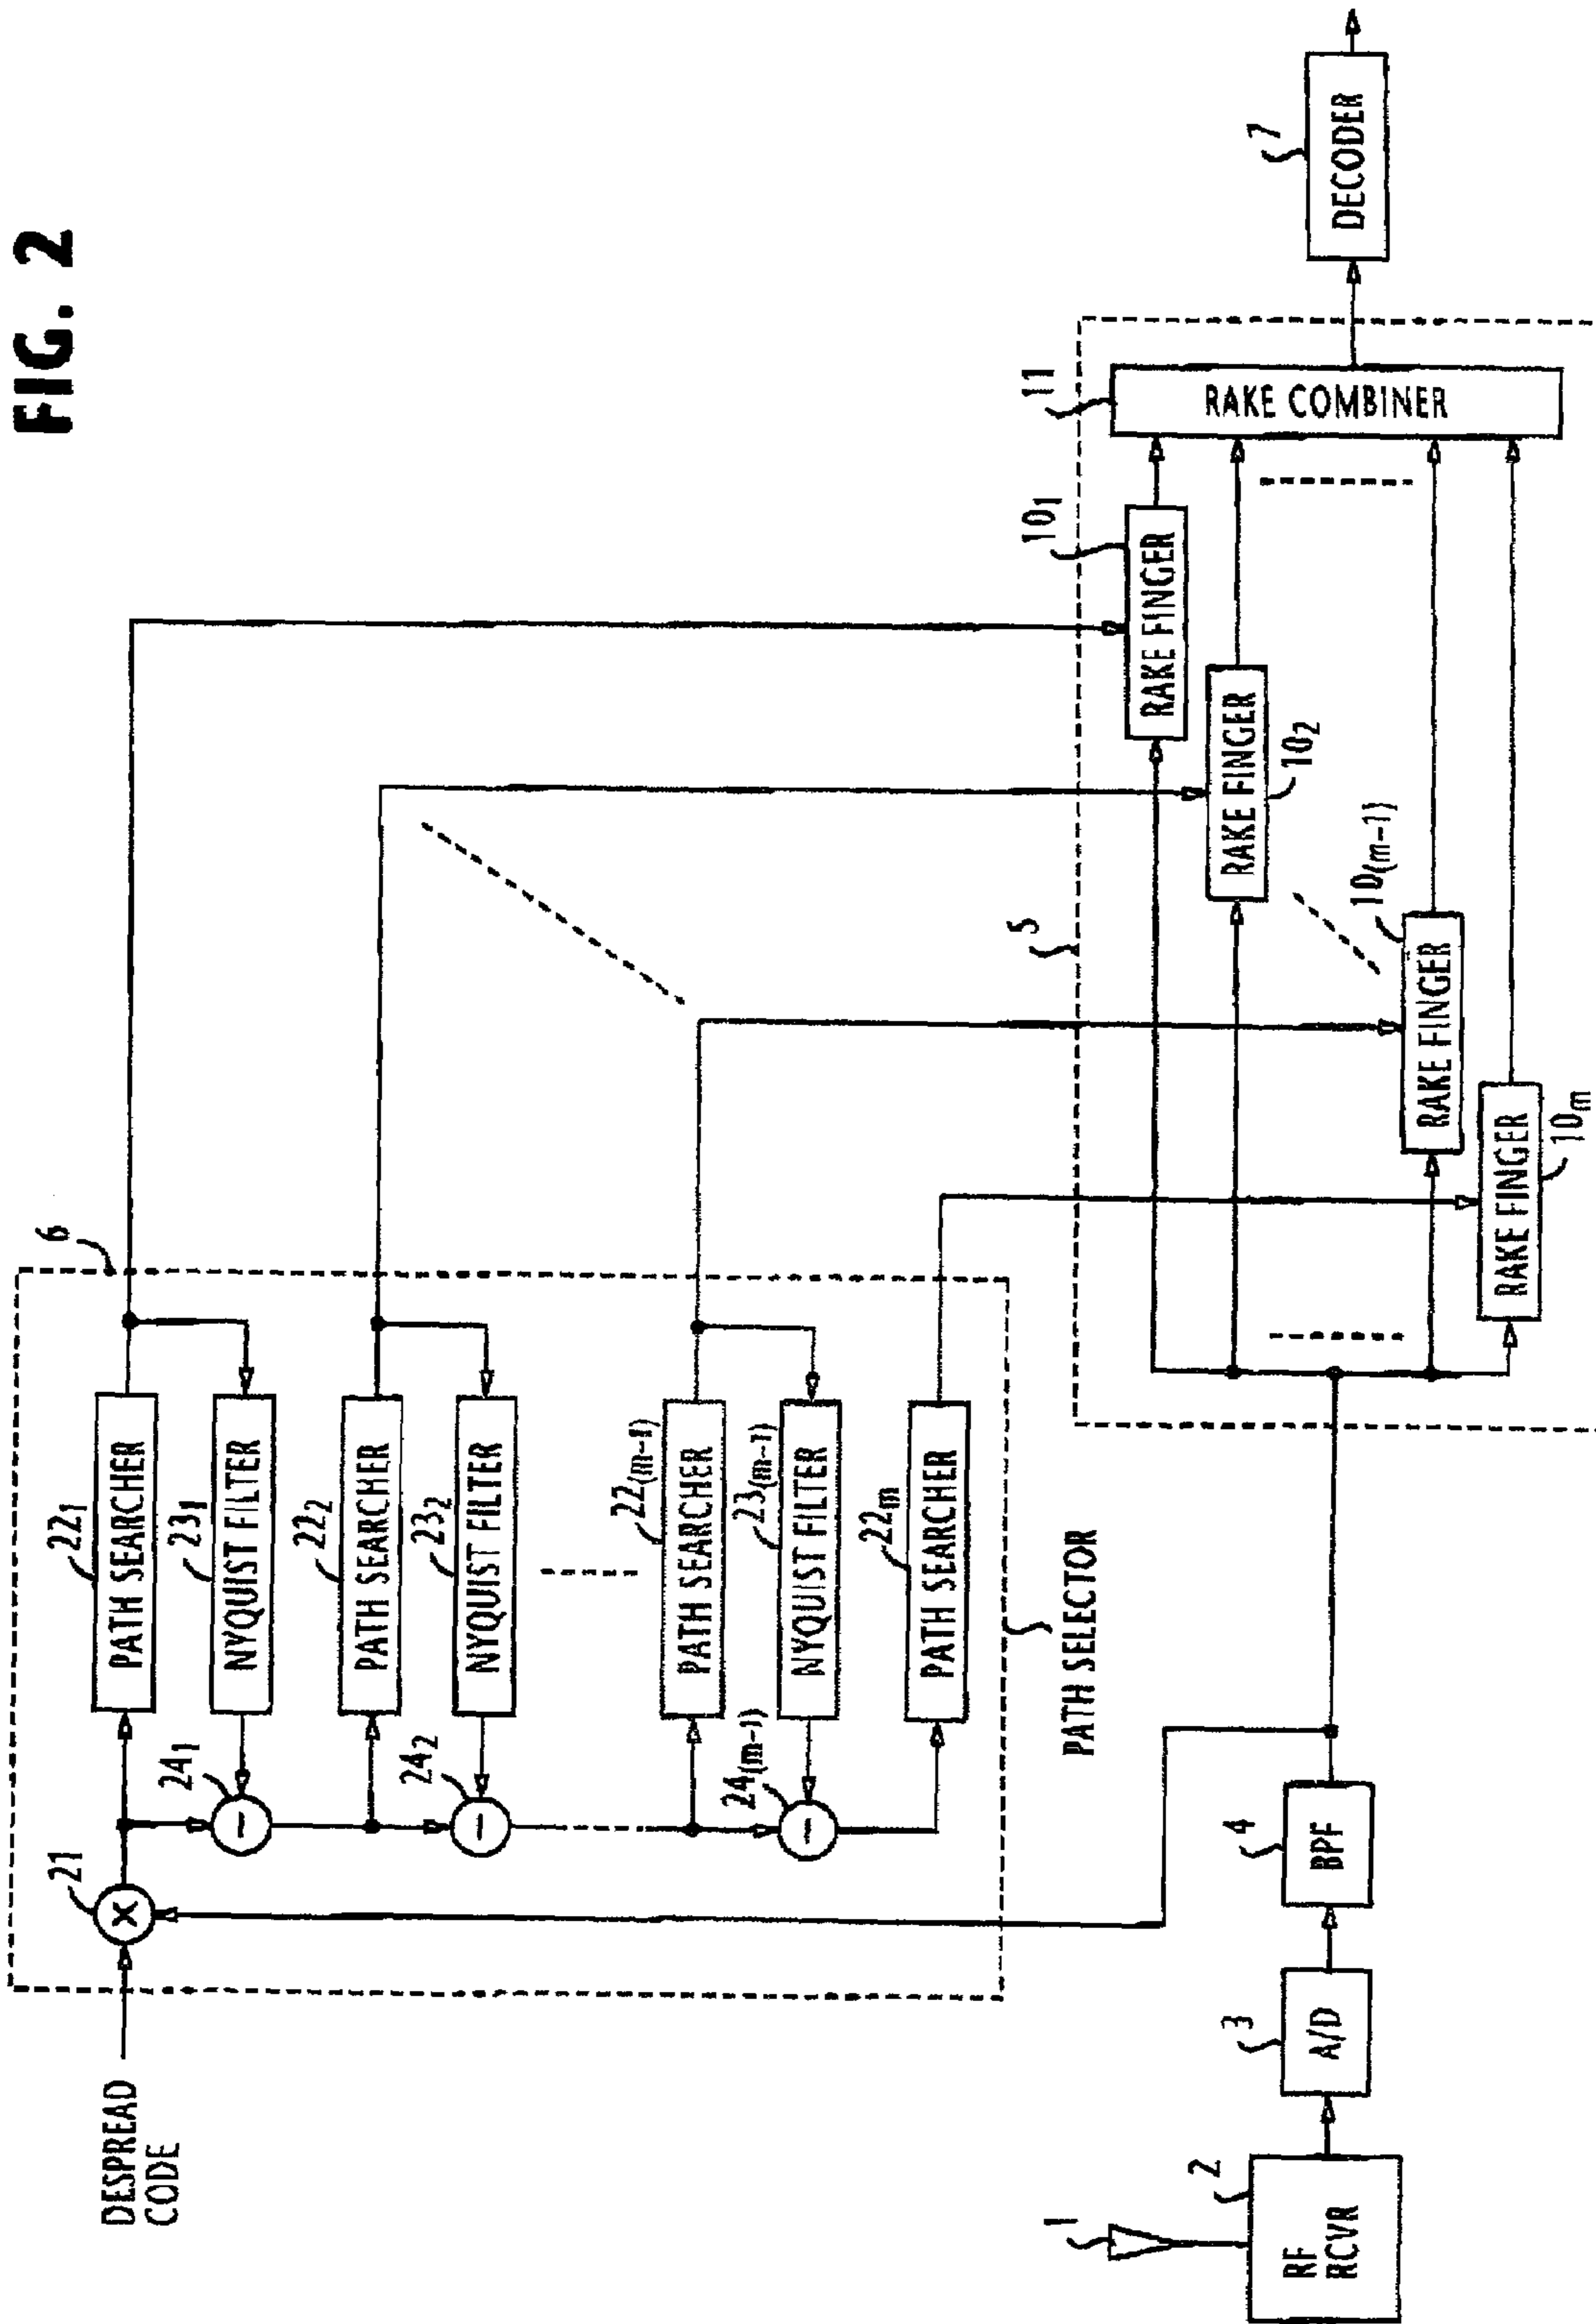 FIG. 2
DESPREAD
CODE
21
6
22₁
PATH SEARCHER
23₁
NYQUIST FILTER
24₁
22₂
PATH SEARCHER
23₂
NYQUIST FILTER
24₂
22(m-1)
PATH SEARCHER
23(m-1)
NYQUIST FILTER
24(m-1)
22m
PATH SEARCHER
PATH SELECTOR
1
2
RF
RCVR
3
A/D
4
BPF
5
10₁
RAKE FINGER
RAKE FINGER
10₂
10(m-1)
RAKE FINGER
RAKE FINGER
10m
11
RAKE COMBINER
7
DECODER